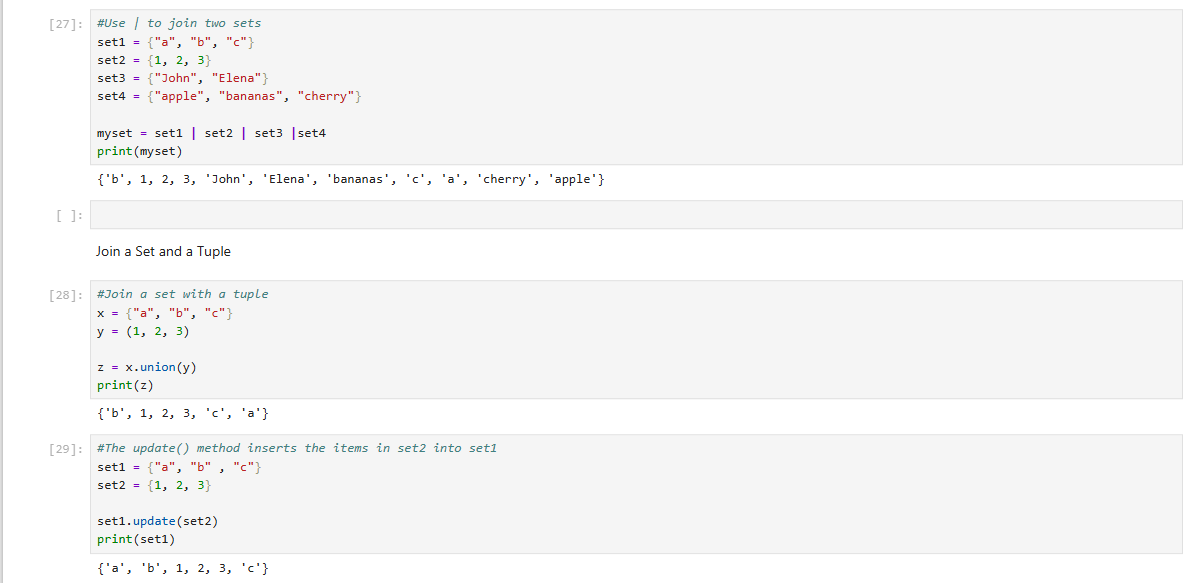 [27]: #Use | to join two sets
set1 = {"a", "b", "c"}
set2 = {1, 2, 3}
set3 = {"John", "Elena"}
set4 = {"apple", "bananas", "cherry"}
myset = set1 | set2 | set3 |set4
print(myset)
{'b', 1, 2, 3, 'John', 'Elena', 'bananas', 'c', 'a', 'cherry', 'apple'}
[ ]:
Join a Set and a Tuple
[28]: #Join a set with a tuple
x = {"a", "b", "c"}
y = (1, 2, 3)
z = x.union(y)
print(z)
{'b', 1, 2, 3, 'c', 'a'}
[29]: #The update() method inserts the items in set2 into set1
set1 = {"a", "b" , "c"}
set2 = {1, 2, 3}
set1.update(set2)
print(set1)
{'a', 'b', 1, 2, 3, 'c'}